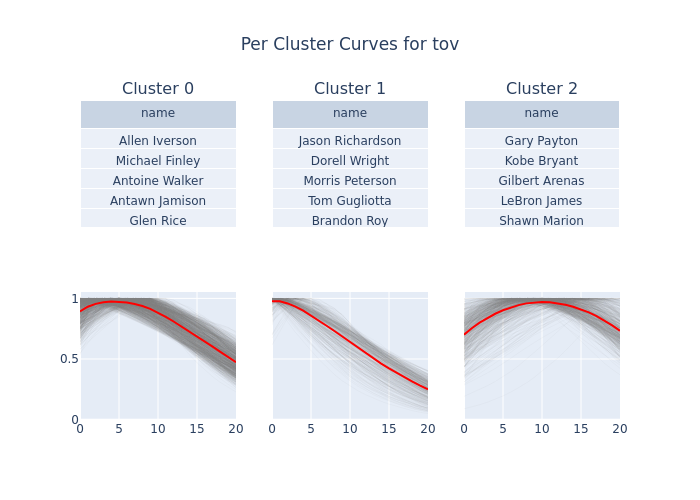 Per Cluster Curves for tov
Cluster 0
Cluster 1
Cluster 2
name
name
name
Allen Iverson
Jason Richardson
Gary Payton
Michael Finley
Dorell Wright
Kobe Bryant
Antoine Walker
Morris Peterson
Gilbert Arenas
Antawn Jamison
Tom Gugliotta
LeBron James
Glen Rice
Brandon Roy
Shawn Marion
1
0.5
0
0 5 10 15 20
0 5 10 15 20
0 5 10 15 20